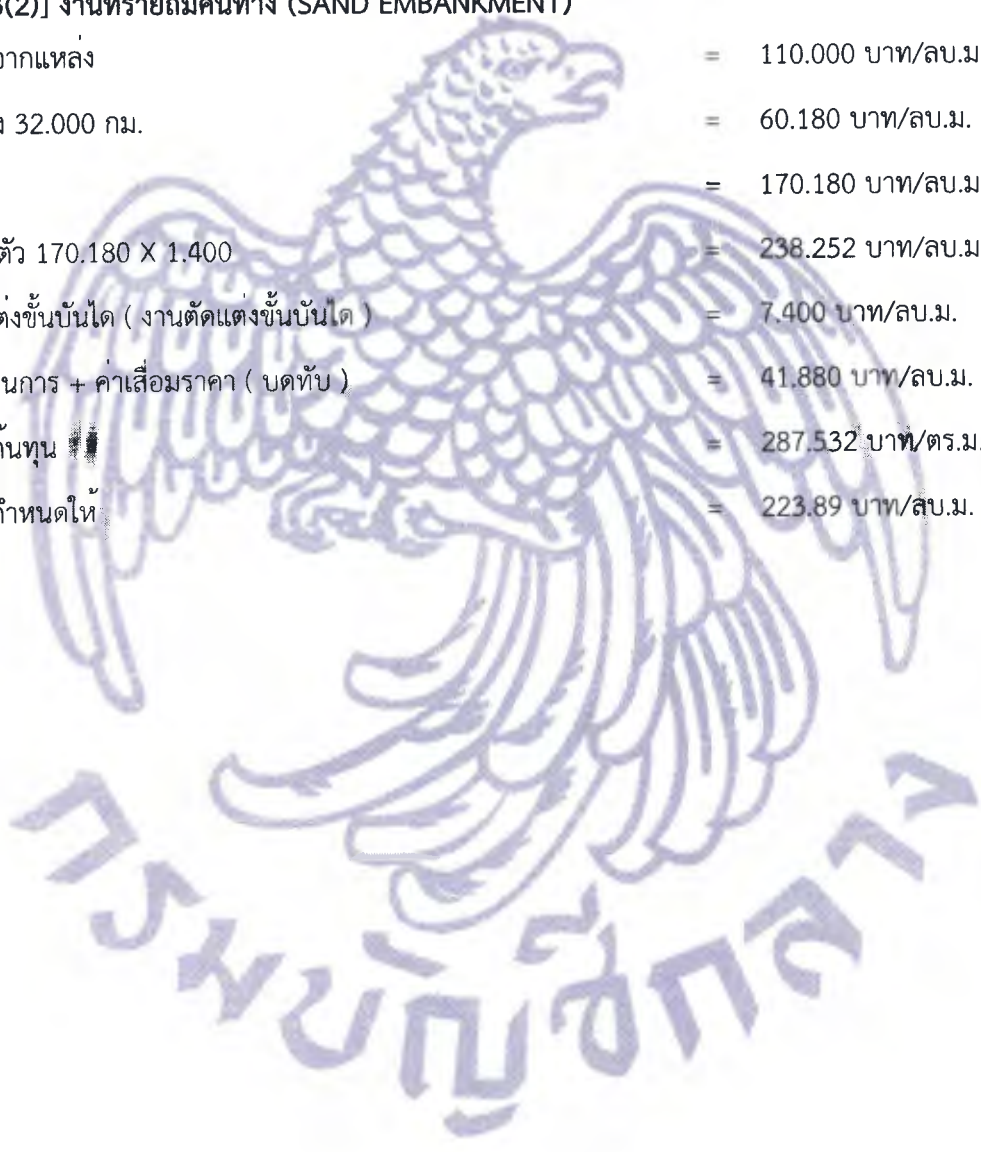 (2)] งานทรายถมคันทาง (SAND EMBANKMENT)
จากแหล่ง = 110.000 บาท/ลบ.ม
32.000 กม. = 60.180 บาท/ลบ.ม.
= 170.180 บาท/ลบ.ม
ตัว 170.180 X 1.400 = 238.252 บาท/ลบ.ม
ต่งขั้นบันได ( งานตัดแต่งขั้นบันได ) = 7.400 บาท/ลบ.ม.
นการ + ค่าเสื่อมราคา ( บดทับ ) = 41.880 บาท/ลบ.ม.
ต้นทุน = 287.532 บาท/ตร.ม.
กำหนดให้ = 223.89 บาท/ลบ.ม.
กรมบัญชีกลาง